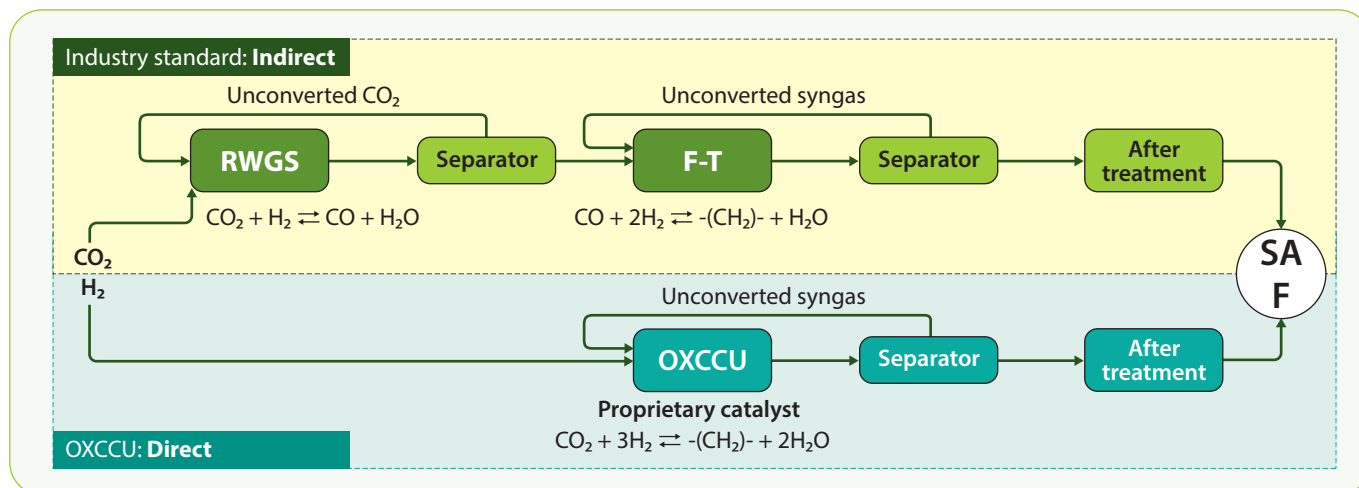 Industry standard: Indirect
Unconverted CO₂
Unconverted syngas
RWGS
Separator
F-T
Separator
After
treatment
CO₂ + H₂ ⇄ CO + H₂O
CO + 2H₂ ⇄ -(CH₂)- + H₂O
CO₂
H₂
SA
F
Unconverted syngas
OXCCU
Separator
After
treatment
Proprietary catalyst
CO₂ + 3H₂ ⇄ -(CH₂)- + 2H₂O
OXCCU: Direct